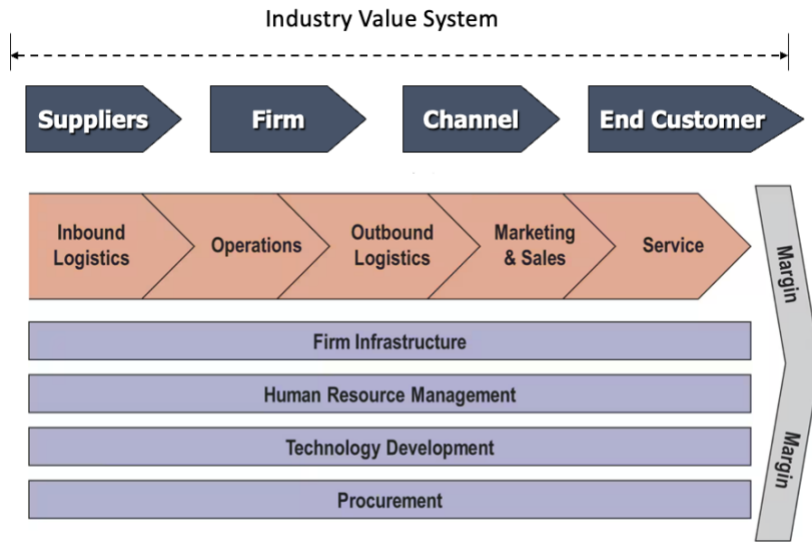 Industry Value System
Suppliers
Firm
Channel
End Customer
Inbound
Logistics
Operations
Outbound
Logistics
Marketing
& Sales
Service
Margin
Firm Infrastructure
Human Resource Management
Technology Development
Procurement
Margin